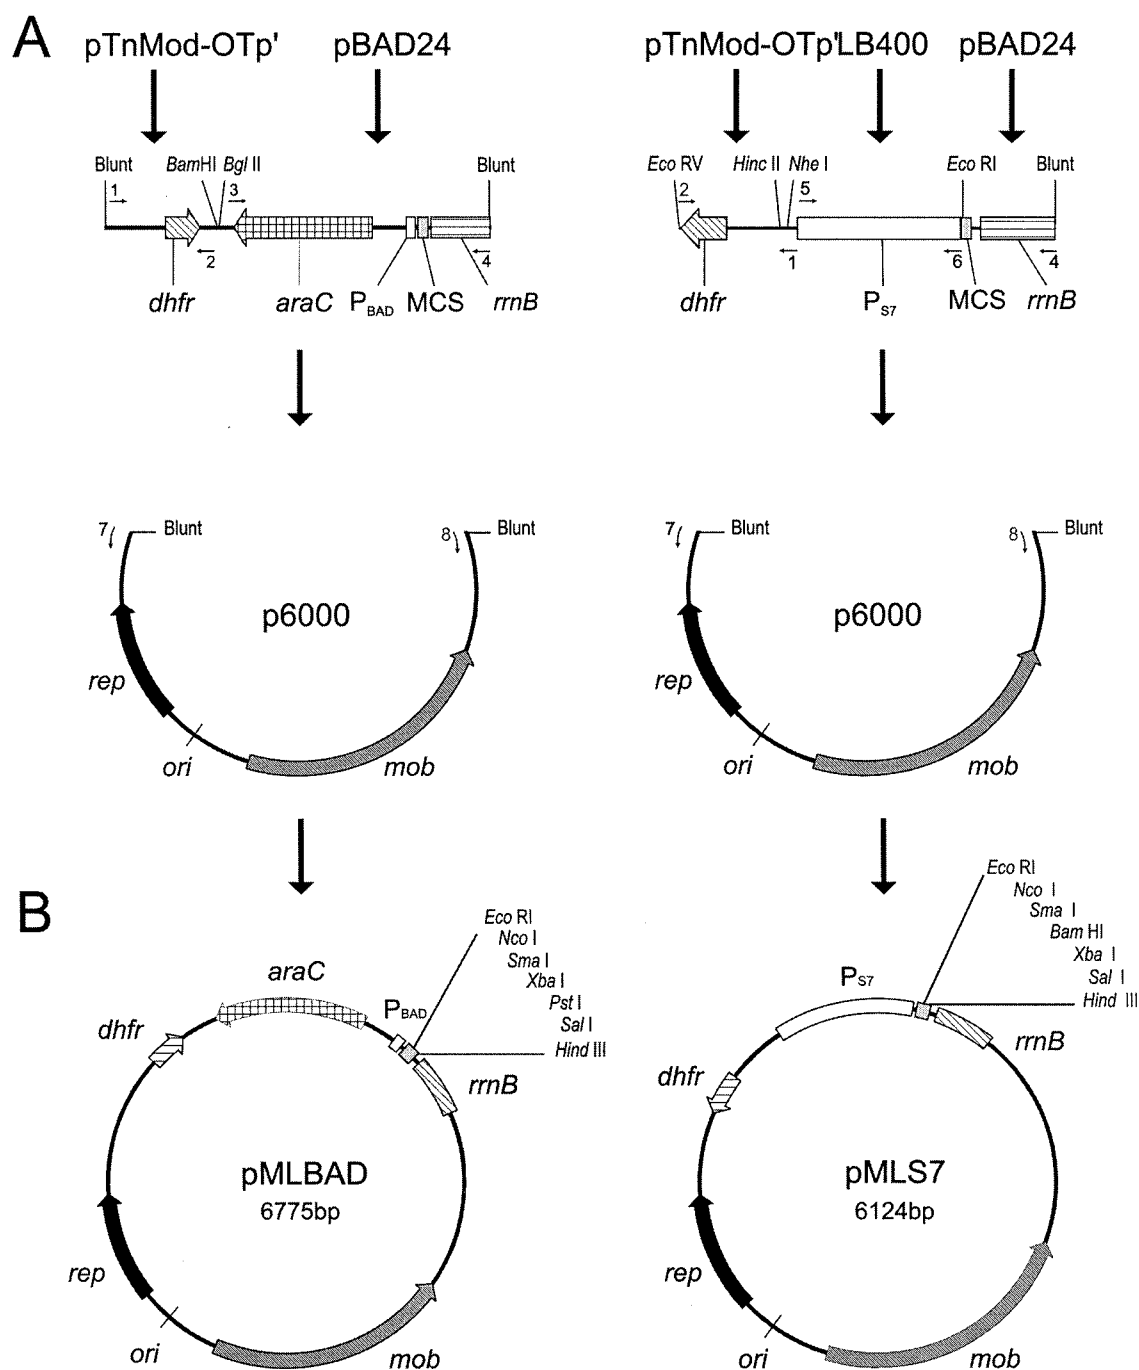 A
pTnMod-OTp' pBAD24 pTnMod-OTp' LB400 pBAD24
Blunt BamHI Bgl II Blunt
Eco RV Hinc II Nhe I Eco RI Blunt
1 3 2 4
2 5 1 6 4
dhfr araC PBAD MCS rrnB
dhfr PS7 MCS rrnB
7 Blunt 8 Blunt
7 Blunt 8 Blunt
p6000
p6000
rep
ori
mob
rep
ori
mob
B
Eco RI
Nco I
Sma I
Xba I
Pst I
Sal I
Hind III
araC
PBAD
dhfr
rrnB
pMLBAD
6775bp
rep
ori
mob
Eco RI
Nco I
Sma I
Bam HI
Xba I
Sal I
Hind III
PS7
rrnB
dhfr
pMLS7
6124bp
rep
ori
mob